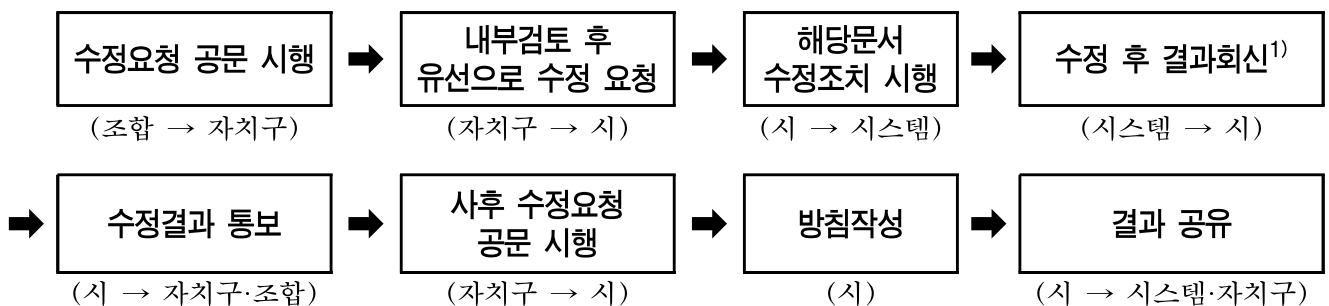 수정요청 공문 시행 ➡ 내부검토 후 ➡ 해당문서 ➡ 수정 후 결과회신1)
유선으로 수정 요청 수정조치 시행
(조합 → 자치구) (자치구 → 시) (시 → 시스템) (시스템 → 시)
➡ 수정결과 통보 ➡ 사후 수정요청 ➡ 방침작성 ➡ 결과 공유
공문 시행
(시 → 자치구·조합) (자치구 → 시) (시) (시 → 시스템·자치구)